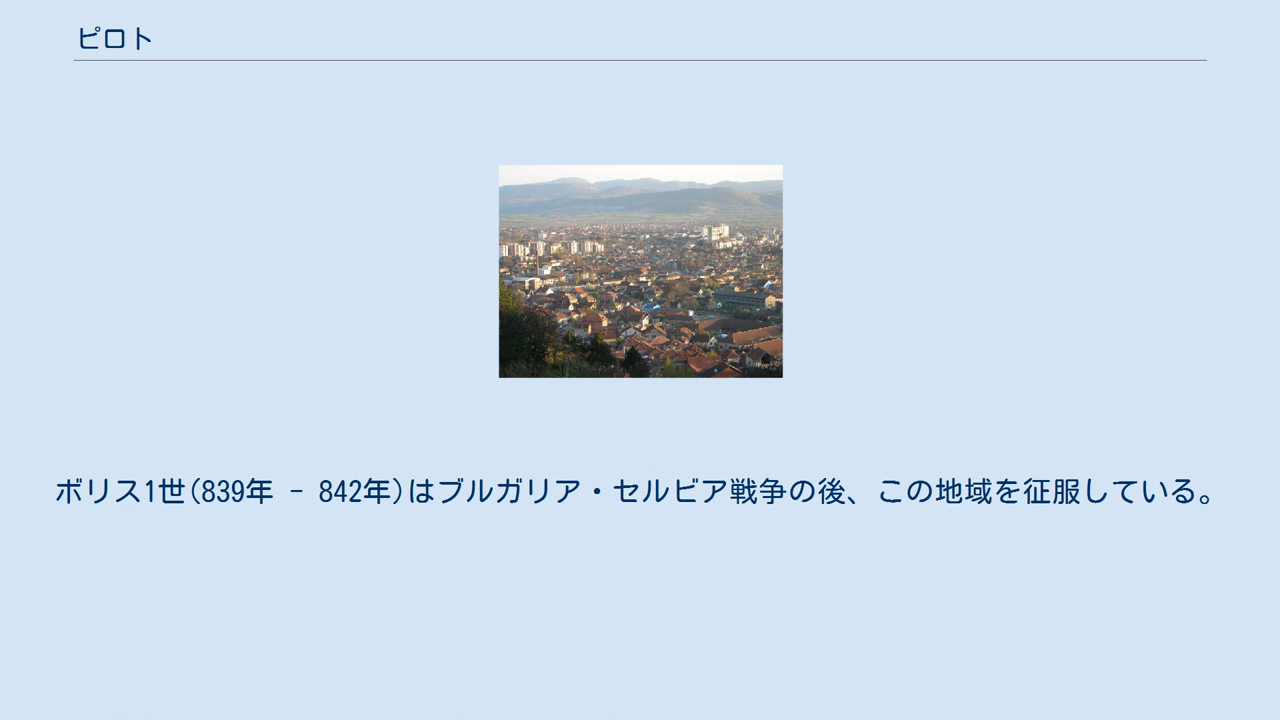 ピロト
ボリス1世(839年 - 842年)はブルガリア・セルビア戦争の後、この地域を征服している。